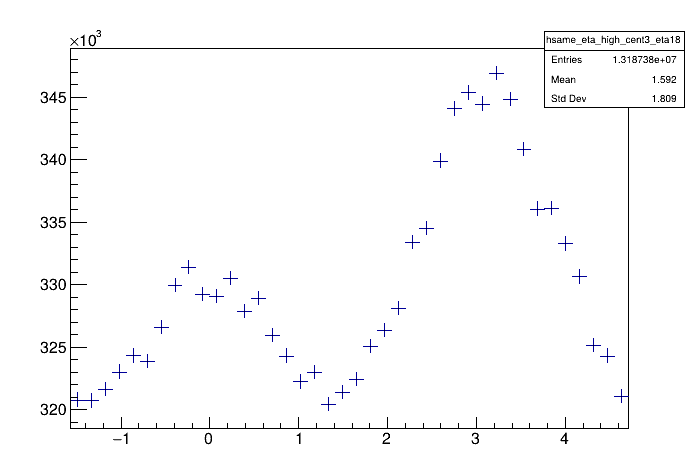 ×10³
hsame_eta_high_cent3_eta18
Entries 1.318738e+07
Mean 1.592
Std Dev 1.809
345
340
335
330
325
320
−1 0 1 2 3 4